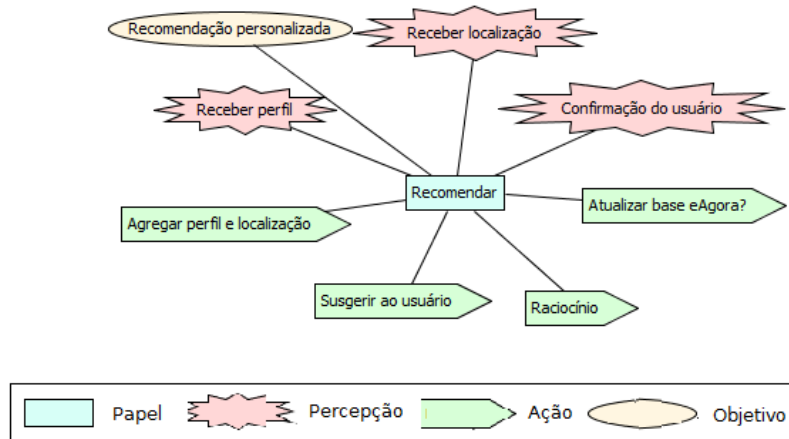 Recomendação personalizada
Receber localização
Receber perfil
Confirmação do usuário
Recomendar
Atualizar base eAgora?
Agregar perfil e localização
Susgerir ao usuário
Raciocínio
Papel
Percepção
Ação
Objetivo